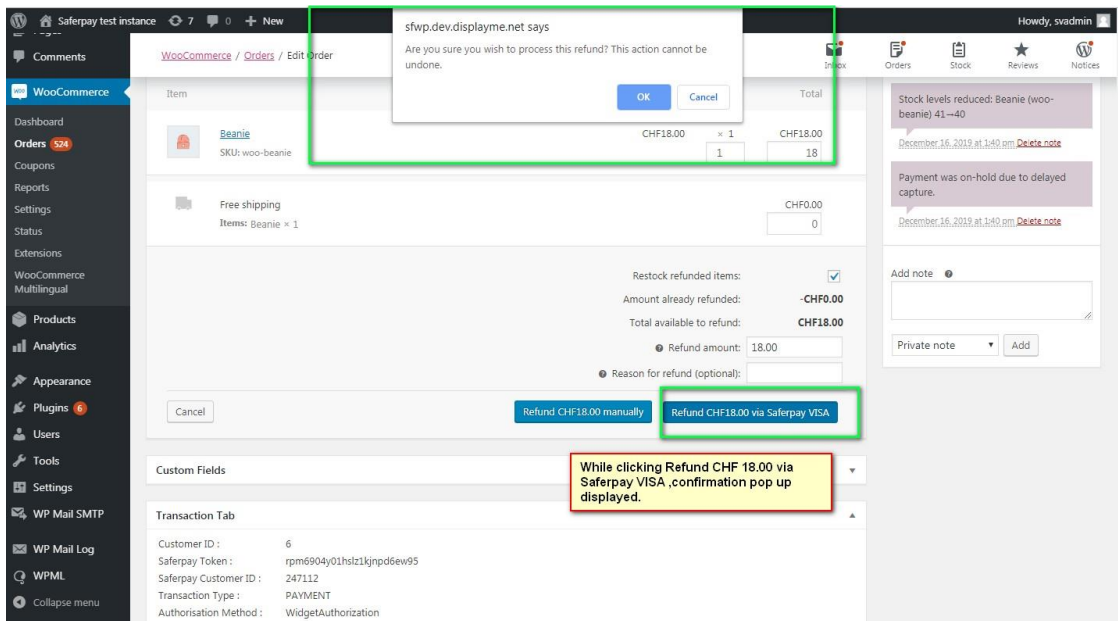 Saferpay test instance 7 0 + New
Howdy, svadmin
Comments
WooCommerce
Dashboard
Orders 524
Coupons
Reports
Settings
Status
Extensions
WooCommerce
Multilingual
Products
Analytics
Appearance
Plugins 6
Users
Tools
Settings
WP Mail SMTP
WP Mail Log
WPML
Collapse menu
WooCommerce / Orders / Edit Order
sfwp.dev.displayme.net says
Are you sure you wish to process this refund? This action cannot be
undone.
OK Cancel
Orders Stock Reviews Notices
Item Total
Beanie CHF18.00 × 1 CHF18.00
SKU: woo-beanie 1 18
Free shipping CHF0.00
Items: Beanie × 1 0
Restock refunded items:
Amount already refunded: -CHF0.00
Total available to refund: CHF18.00
Refund amount: 18.00
Reason for refund (optional):
Cancel Refund CHF18.00 manually Refund CHF18.00 via Saferpay VISA
While clicking Refund CHF 18.00 via
Saferpay VISA ,confirmation pop up
displayed.
Custom Fields
Transaction Tab
Customer ID : 6
Saferpay Token : rpm6904y01hslz1kjnpd6ew95
Saferpay Customer ID : 247112
Transaction Type : PAYMENT
Authorisation Method : WidgetAuthorization
Stock levels reduced: Beanie (woo-
beanie) 41→40
December 16, 2019 at 1:40 pm Delete note
Payment was on-hold due to delayed
capture.
December 16, 2019 at 1:40 pm Delete note
Add note
Private note Add